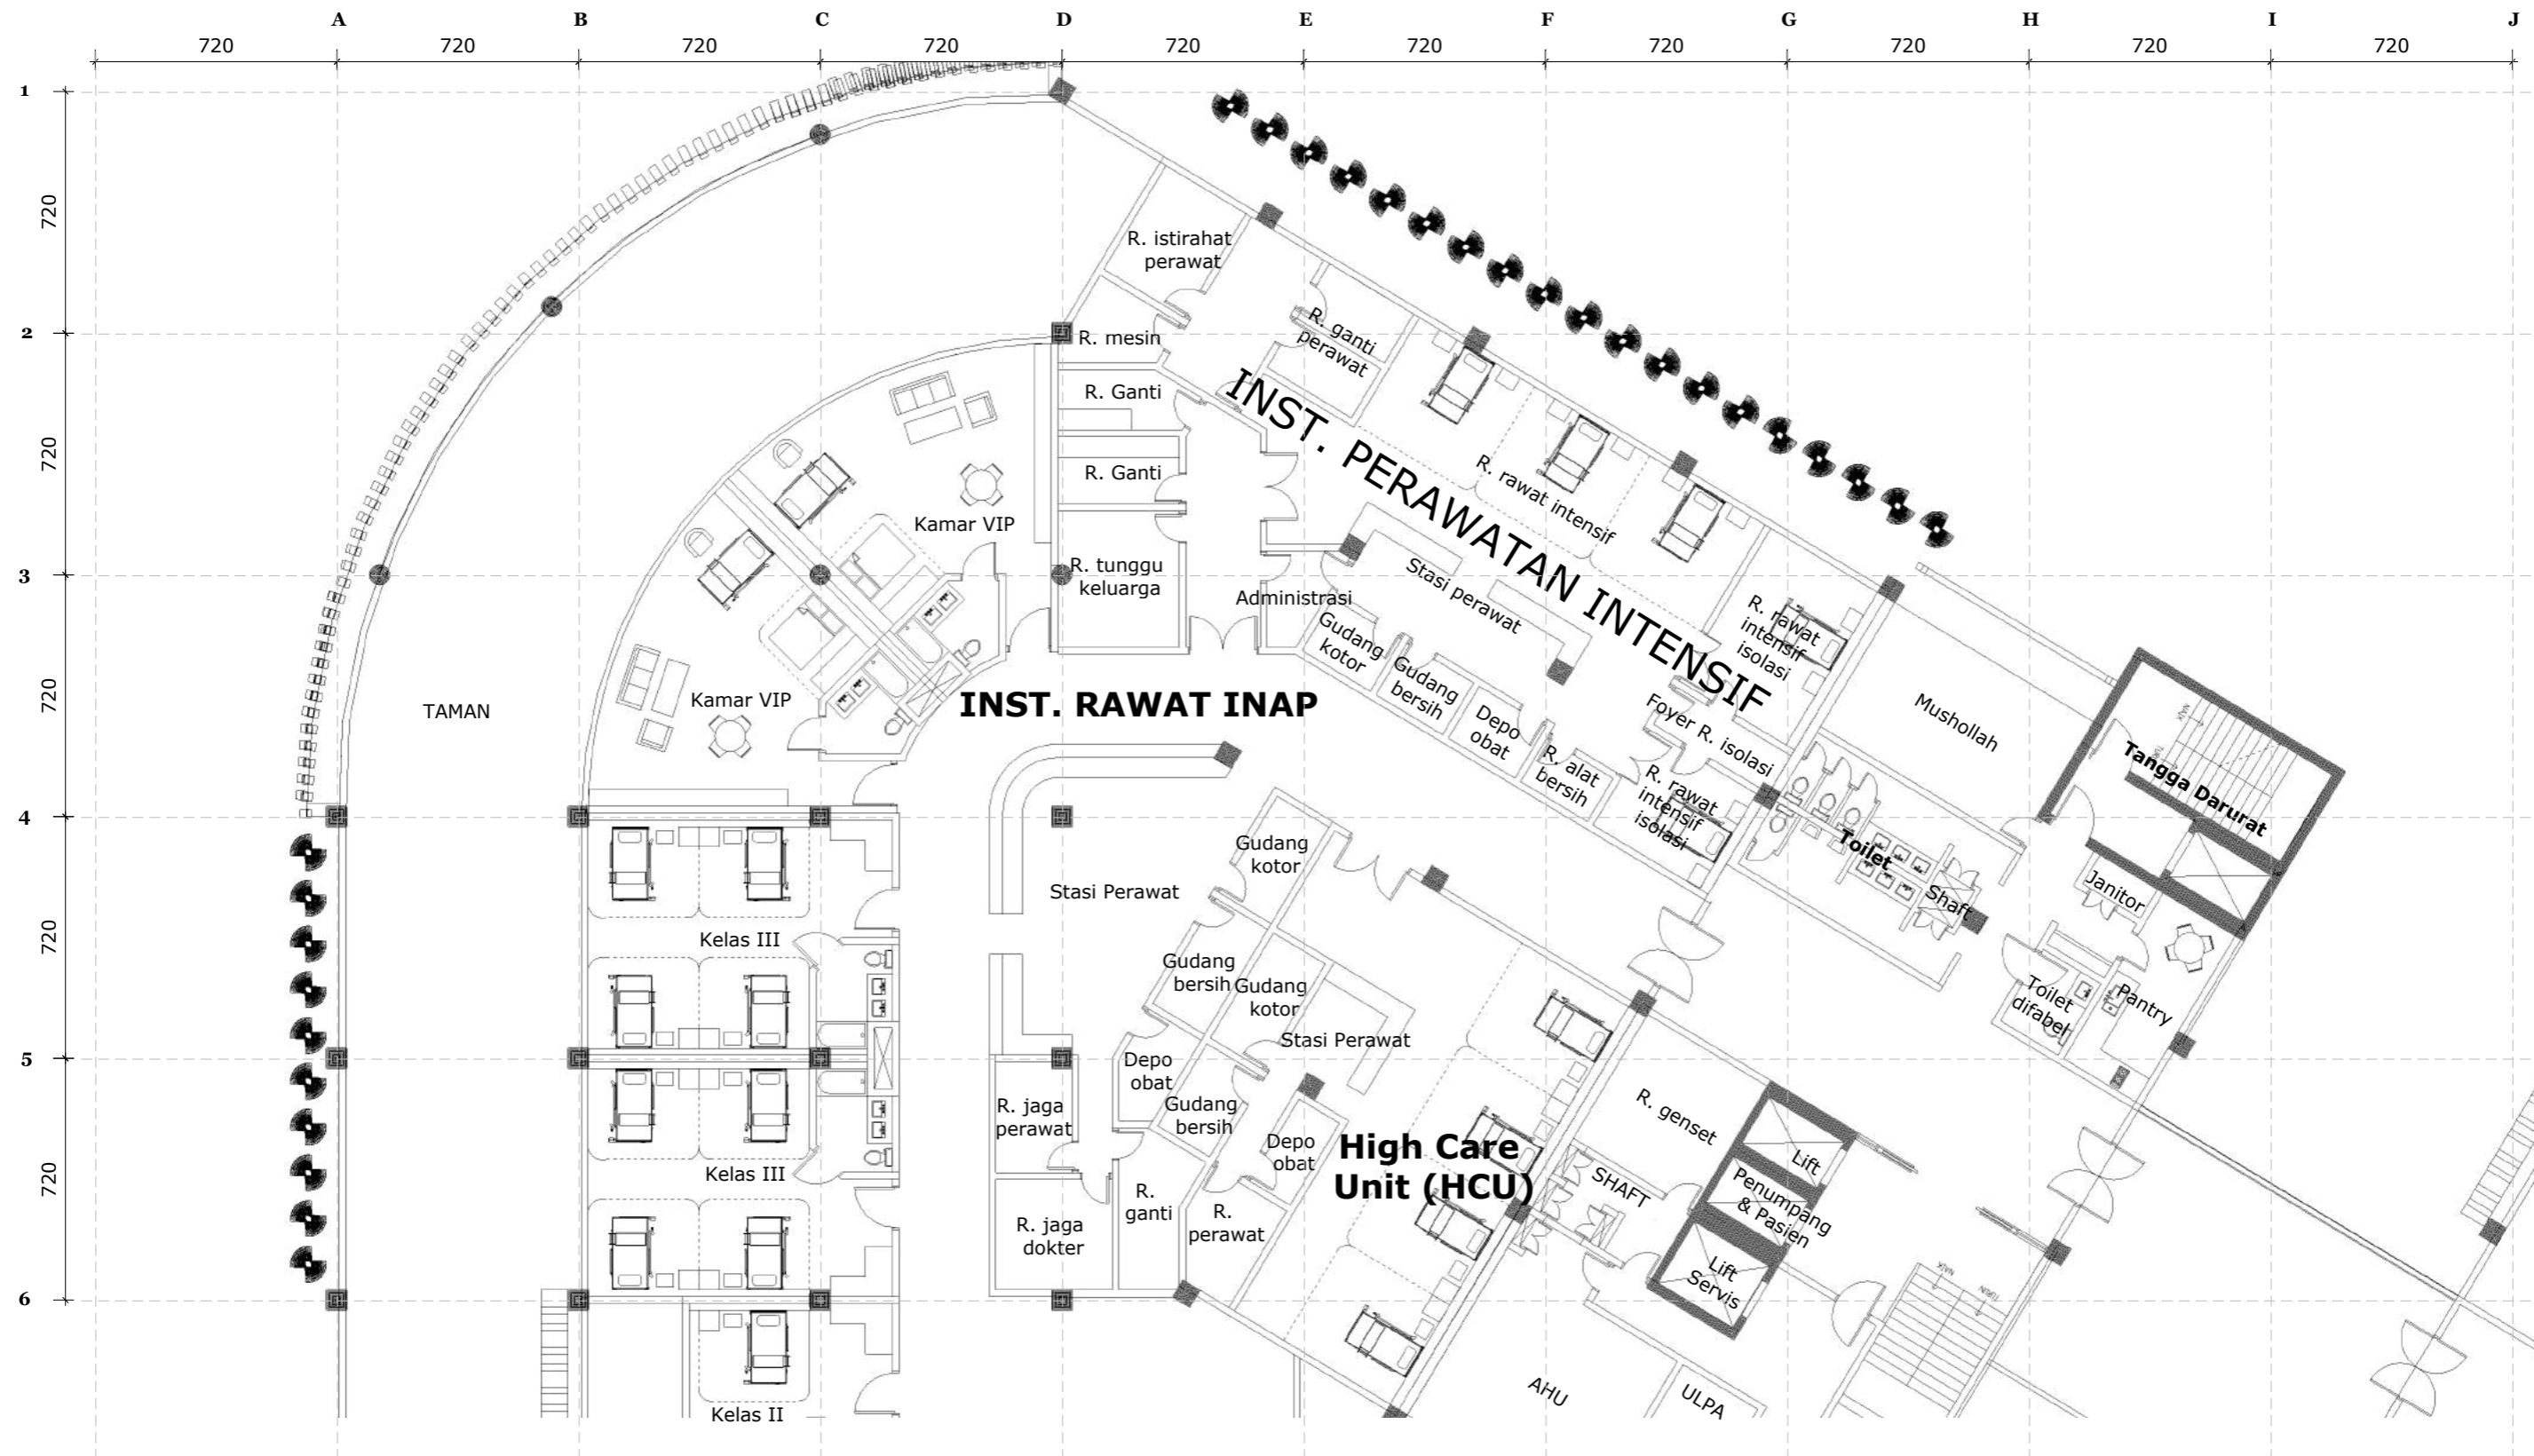 A B C D E F G H I J
720 720 720 720 720 720 720 720 720 720
1
720
2
720
3
720
4
720
5
720
6
R. istirahat
perawat
R. mesin
R. ganti
perawat
R. Ganti
R. Ganti
R. tunggu
keluarga
Kamar VIP
Kamar VIP
TAMAN
INST. RAWAT INAP
INST. PERAWATAN INTENSIF
R. rawat intensif
Stasi perawat
Administrasi
Gudang
kotor
Gudang
bersih
Depo
obat
R. alat
bersih
R. rawat
intensif
isolasi
Foyer R. isolasi
R. rawat
intensif
isolasi
Mushollah
NAIK
TURUN
Tangga Darurat
Toilet
Shaft
Janitor
Toilet
difabel
Pantry
Kelas III
Kelas III
Kelas II
Stasi Perawat
Gudang
kotor
Gudang
bersih
Gudang
kotor
Stasi Perawat
Depo
obat
Gudang
bersih
Depo
obat
R. jaga
perawat
R. jaga
dokter
R.
ganti
R.
perawat
High Care
Unit (HCU)
R. genset
SHAFT
Lift
Penumpang
& Pasien
Lift
Servis
NAIK
TURUN
AHU
ULPA